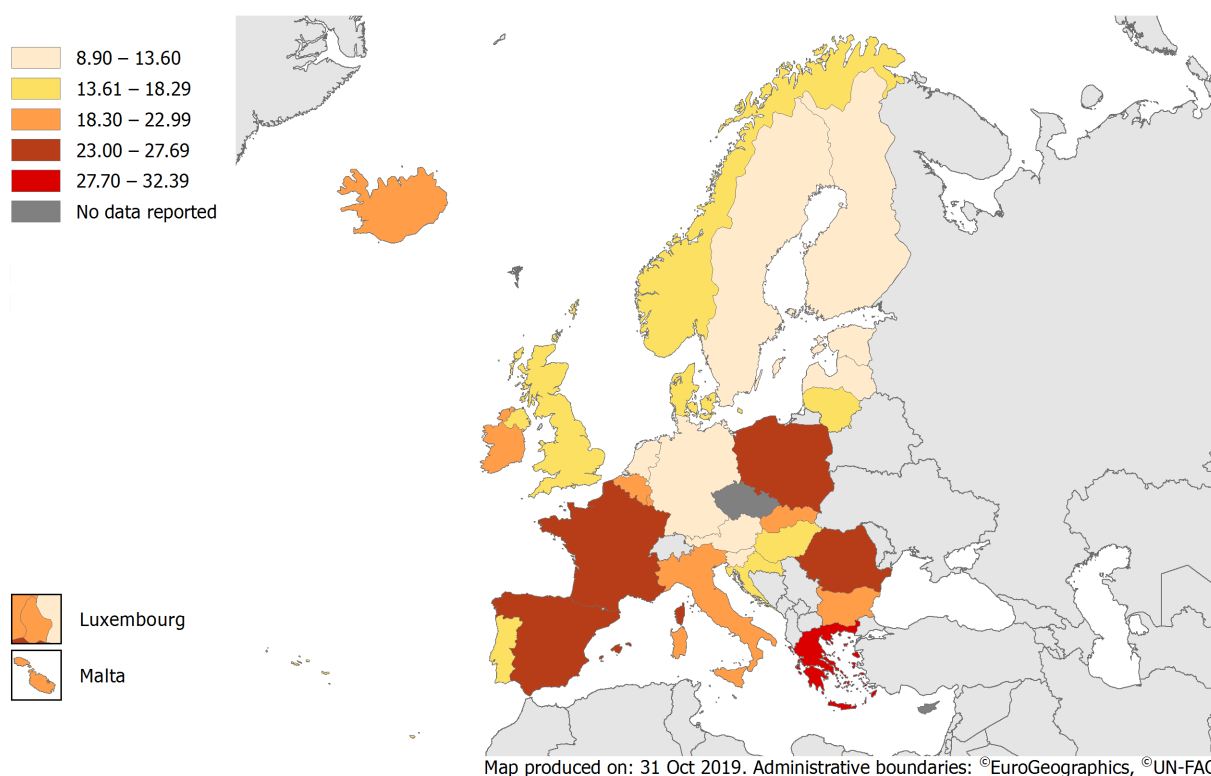 8.90 – 13.60
13.61 – 18.29
18.30 – 22.99
23.00 – 27.69
27.70 – 32.39
No data reported
Luxembourg
Malta
Map produced on: 31 Oct 2019. Administrative boundaries: ©EuroGeographics, ©UN-FAO